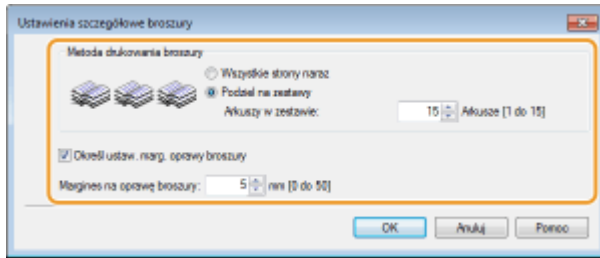 Ustawienia szczegółowe broszury
Metoda drukowania broszury
Wszystkie strony naraz
Podziel na zestawy
Arkuszy w zestawie: 15 Arkusze [1 do 15]
Określ ustaw. marg. oprawy broszury
Margines na oprawę broszury: 5 mm [0 do 50]
OK Anuluj Pomoc